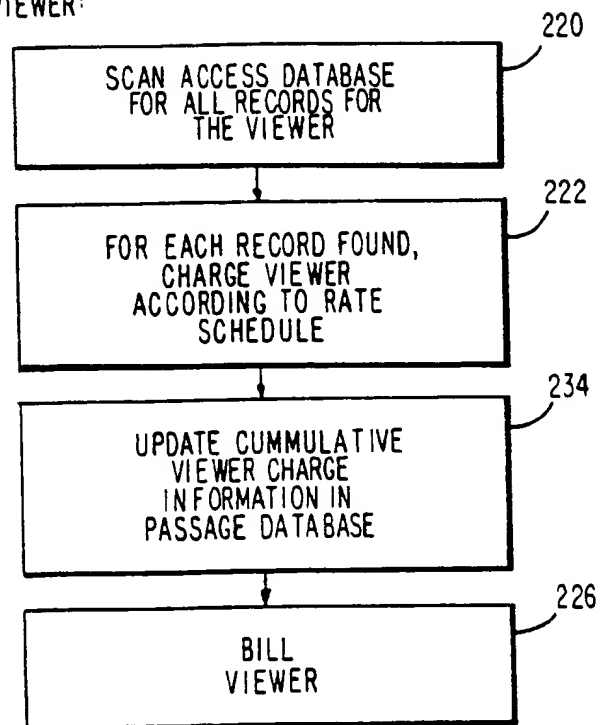 VIEWER:
220
SCAN ACCESS DATABASE
FOR ALL RECORDS FOR
THE VIEWER
222
FOR EACH RECORD FOUND,
CHARGE VIEWER
ACCORDING TO RATE
SCHEDULE
234
UPDATE CUMMULATIVE
VIEWER CHARGE
INFORMATION IN
PASSAGE DATABASE
226
BILL
VIEWER